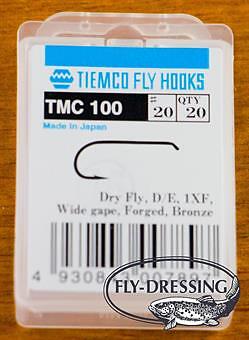 TIEMCO FLY HOOKS
TMC 100
Made in Japan
#
20
QTY
20
Dry Fly, D/E, 1XF,
Wide gape, Forged, Bronze
FLY-DRESSING